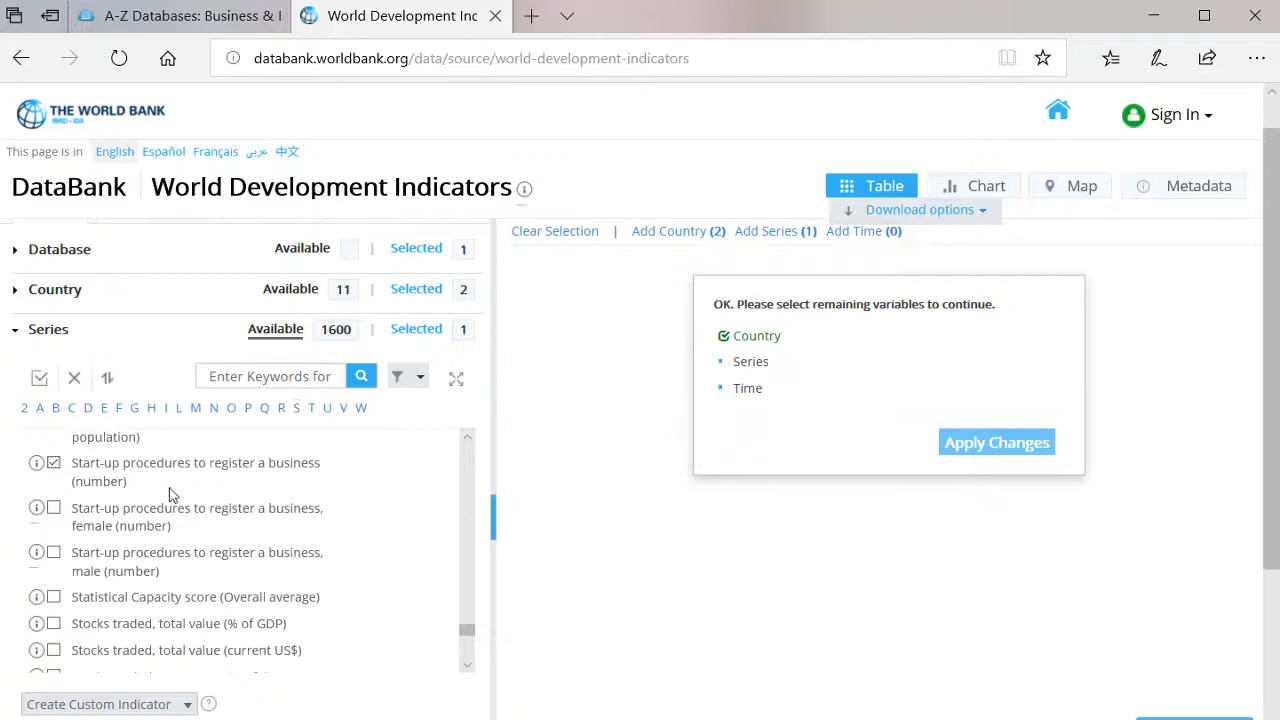 A-Z Databases: Business & I
World Development Inc
databank.worldbank.org/data/source/world-development-indicators
THE WORLD BANK
IBRD • IDA
Sign In
This page is in English Español Français عربي 中文
DataBank World Development Indicators
Table Chart Map Metadata
Download options
Clear Selection | Add Country (2) Add Series (1) Add Time (0)
Database Available | Selected 1
Country Available 11 | Selected 2
Series Available 1600 | Selected 1
Enter Keywords for
2 A B C D E F G H I L M N O P Q R S T U V W
population)
Start-up procedures to register a business
(number)
Start-up procedures to register a business,
female (number)
Start-up procedures to register a business,
male (number)
Statistical Capacity score (Overall average)
Stocks traded, total value (% of GDP)
Stocks traded, total value (current US$)
Create Custom Indicator ?
OK. Please select remaining variables to continue.
Country
Series
Time
Apply Changes